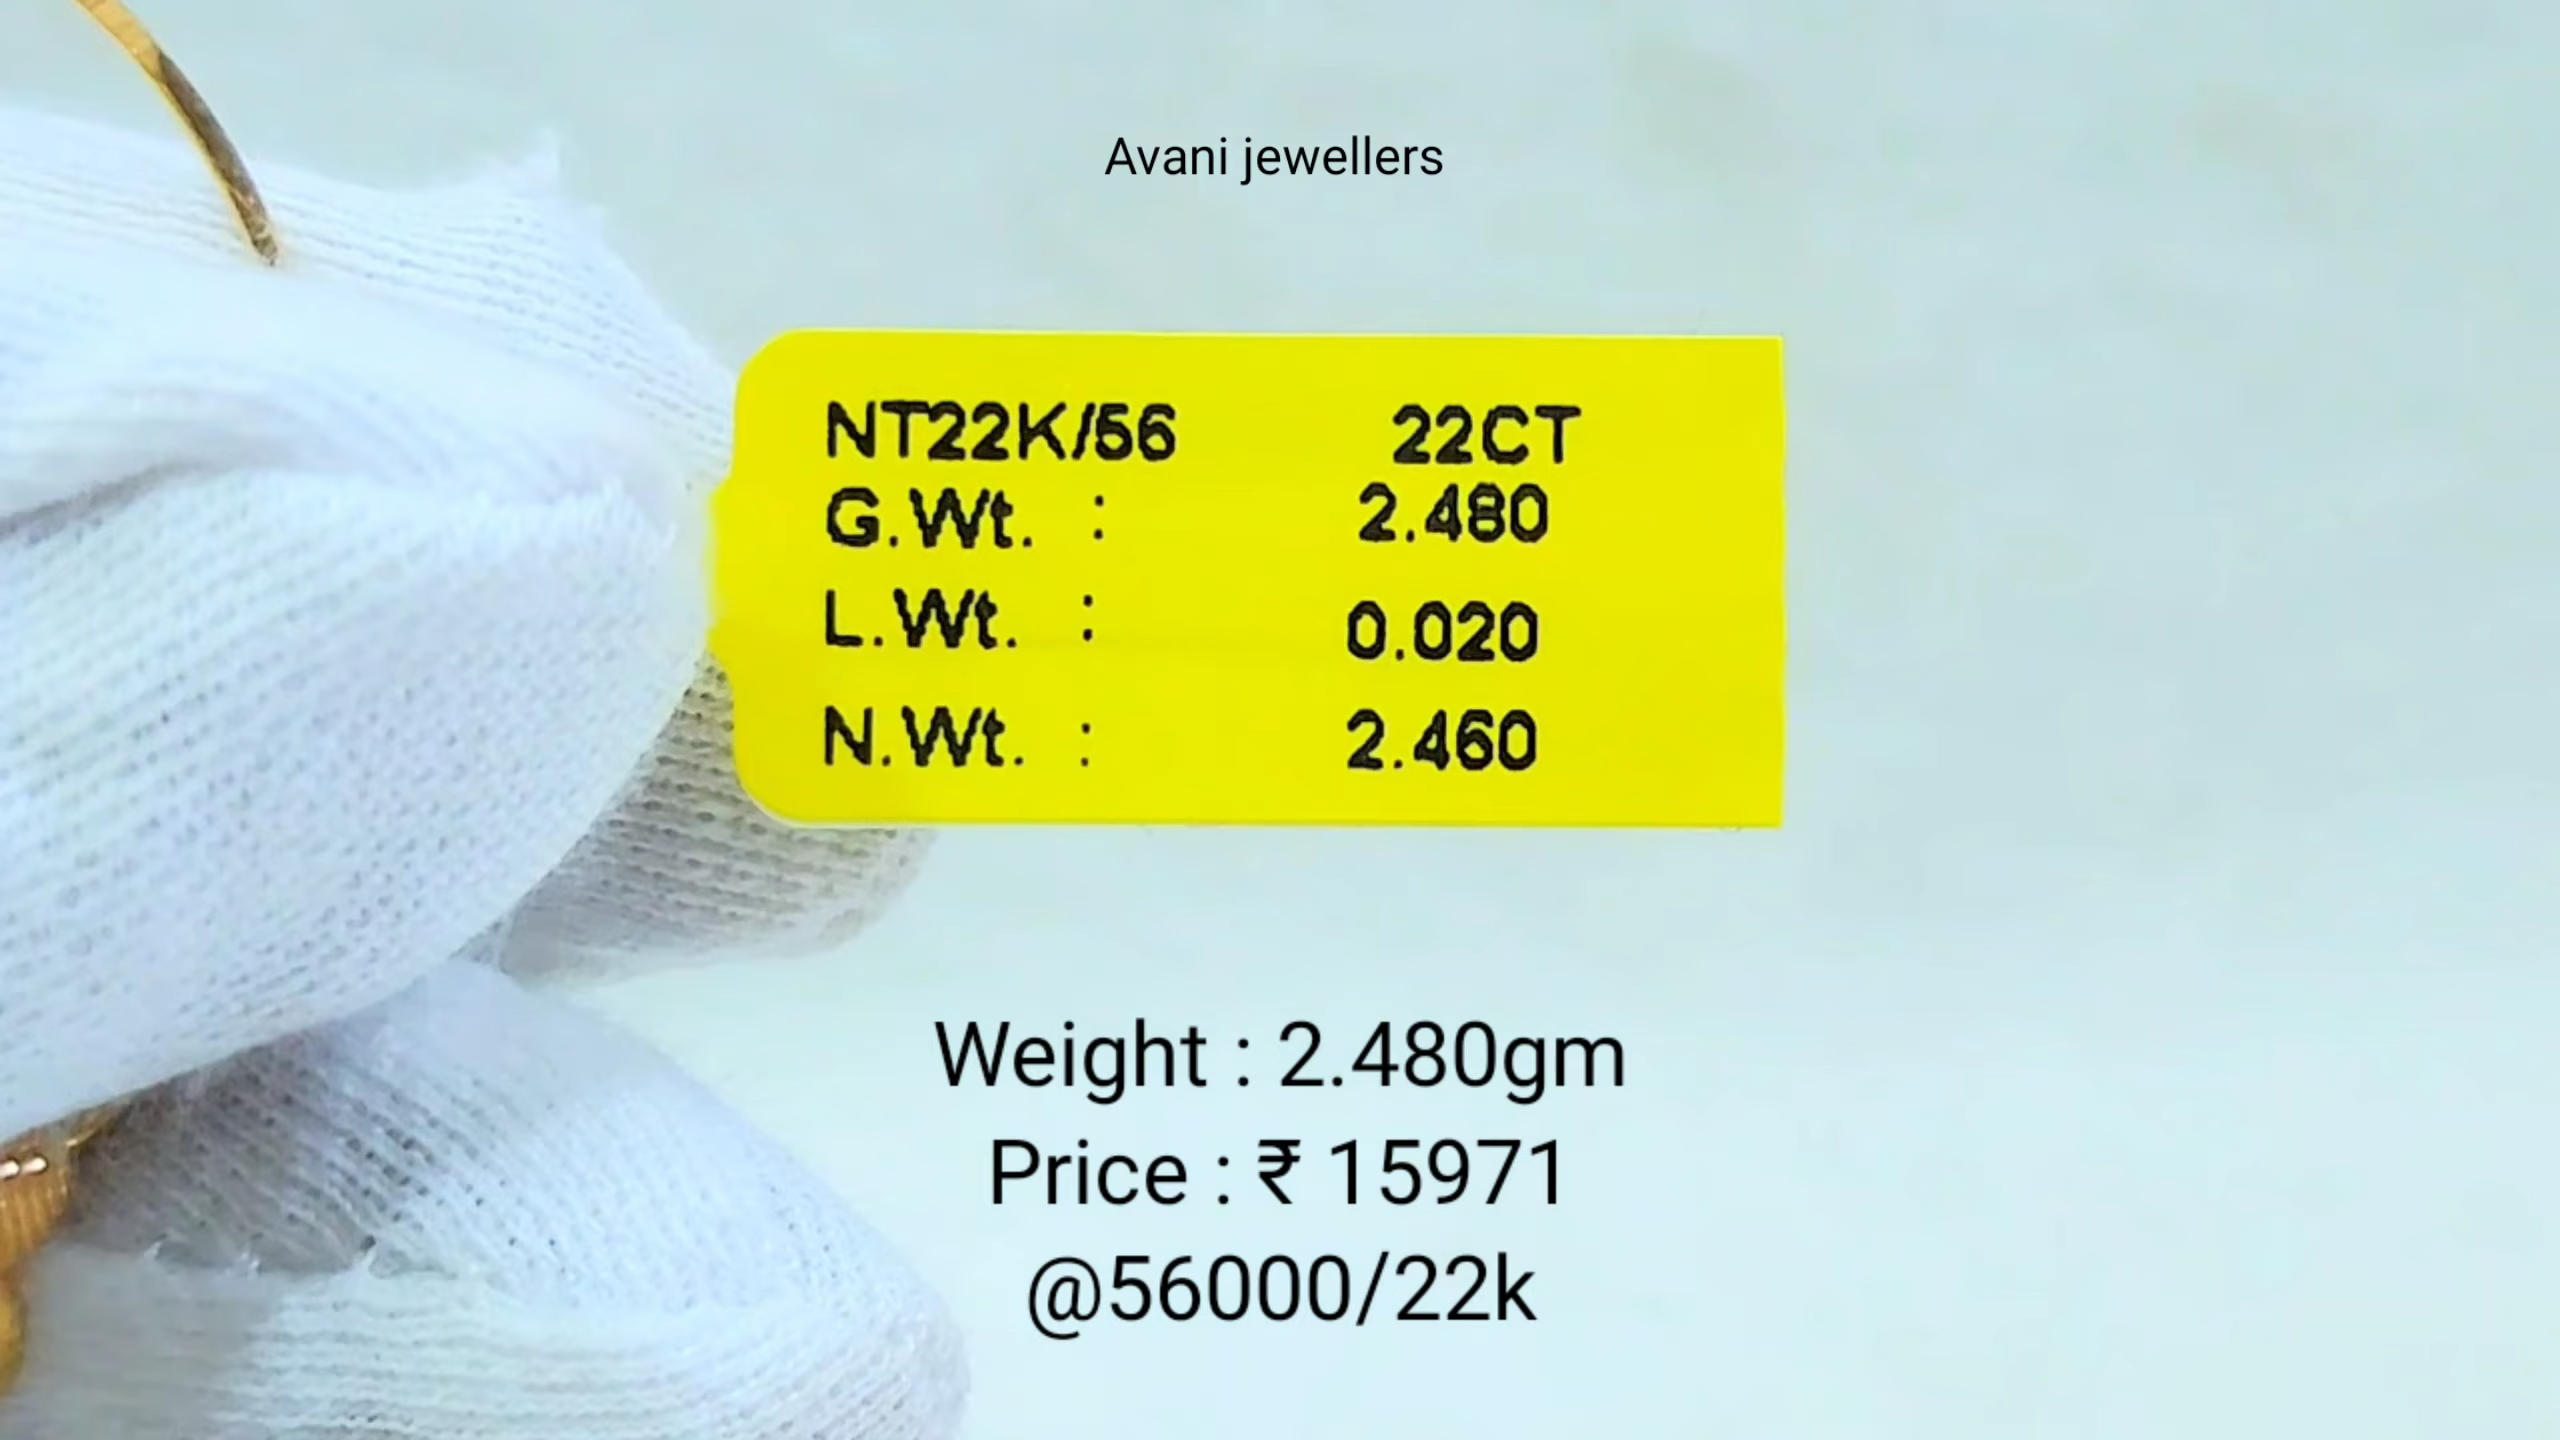 Avani jewellers
NT22K/56 22CT
G.Wt. : 2.480
L.Wt. : 0.020
N.Wt. : 2.460
Weight : 2.480gm
Price : ₹ 15971
@56000/22k